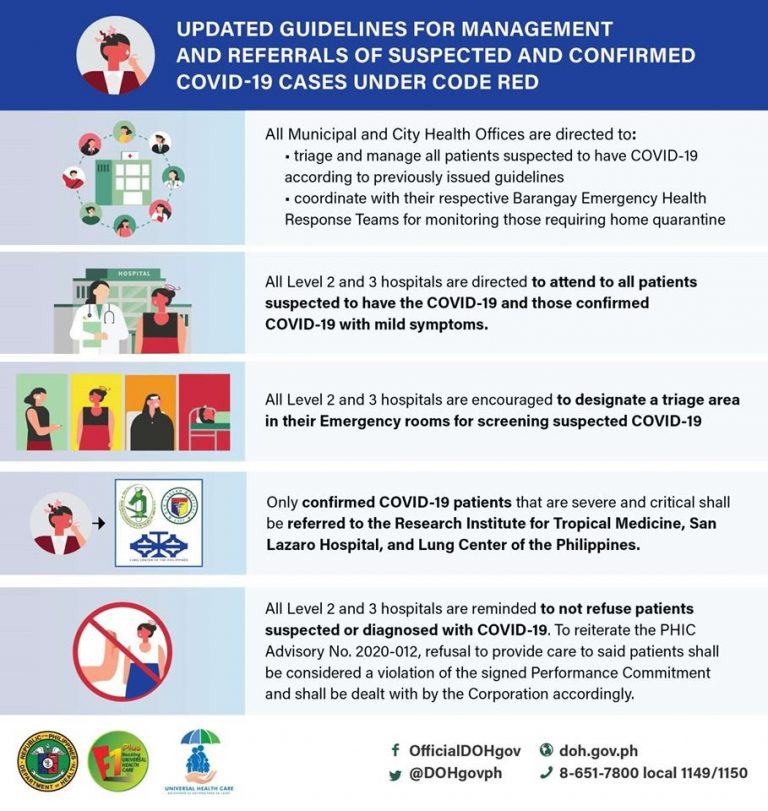 UPDATED GUIDELINES FOR MANAGEMENT
AND REFERRALS OF SUSPECTED AND CONFIRMED
COVID-19 CASES UNDER CODE RED
All Municipal and City Health Offices are directed to:
• triage and manage all patients suspected to have COVID-19
according to previously issued guidelines
• coordinate with their respective Barangay Emergency Health
Response Teams for monitoring those requiring home quarantine
HOSPITAL
All Level 2 and 3 hospitals are directed to attend to all patients
suspected to have the COVID-19 and those confirmed
COVID-19 with mild symptoms.
All Level 2 and 3 hospitals are encouraged to designate a triage area
in their Emergency rooms for screening suspected COVID-19
LUNG CENTER OF THE PHILIPPINES
Only confirmed COVID-19 patients that are severe and critical shall
be referred to the Research Institute for Tropical Medicine, San
Lazaro Hospital, and Lung Center of the Philippines.
All Level 2 and 3 hospitals are reminded to not refuse patients
suspected or diagnosed with COVID-19. To reiterate the PHIC
Advisory No. 2020-012, refusal to provide care to said patients shall
be considered a violation of the signed Performance Commitment
and shall be dealt with by the Corporation accordingly.
REPUBLIC OF THE PHILIPPINES
DEPARTMENT OF HEALTH
F1 Plus
Boosting
UNIVERSAL
HEALTH
CARE
UNIVERSAL HEALTH CARE
OfficialDOHgov
doh.gov.ph
@DOHgovph
8-651-7800 local 1149/1150